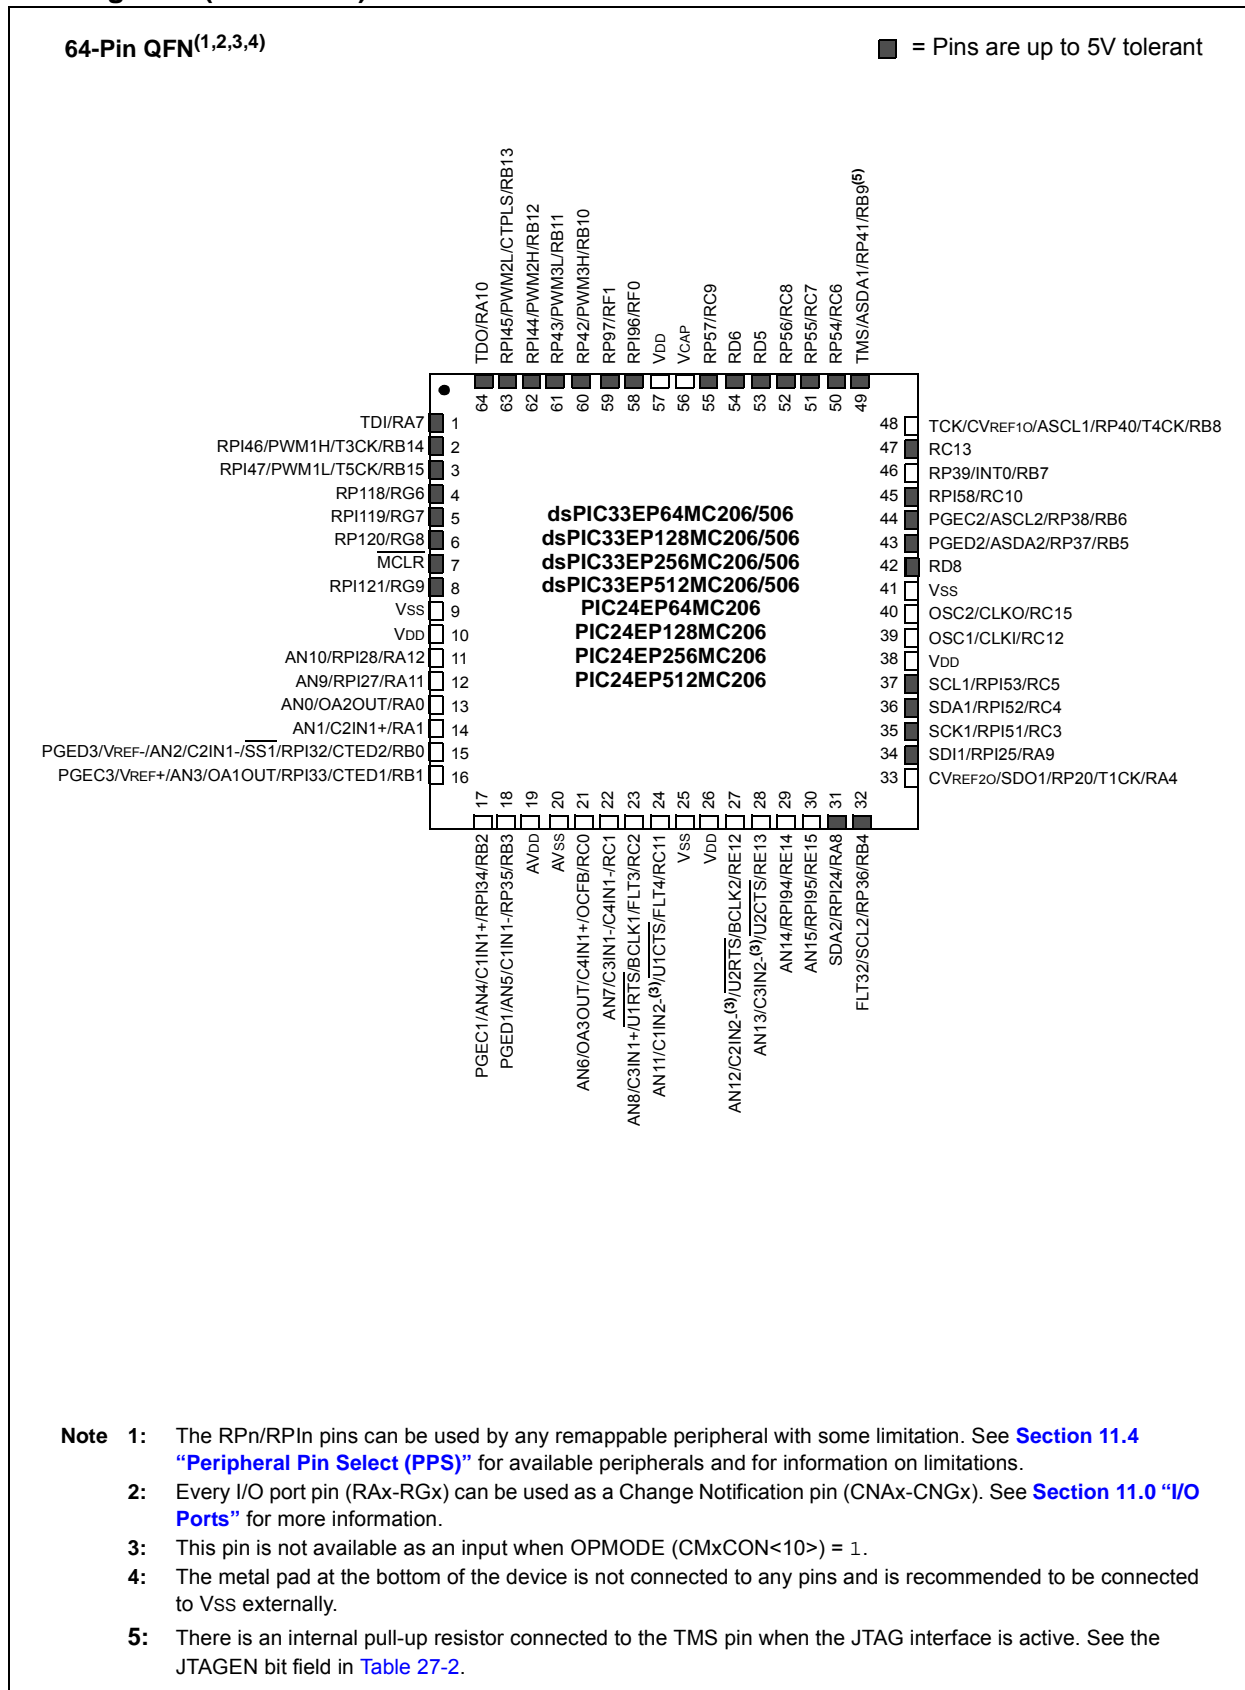 64-Pin QFN(1,2,3,4)
= Pins are up to 5V tolerant
TDO/RA10
RPI45/PWM2L/CTPLS/RB13
RPI44/PWM2H/RB12
RP43/PWM3L/RB11
RP42/PWM3H/RB10
RP97/RF1
RPI96/RF0
VDD
VCAP
RP57/RC9
RD6
RD5
RP56/RC8
RP55/RC7
RP54/RC6
TMS/ASDA1/RP41/RB9(5)
64 63 62 61 60 59 58 57 56 55 54 53 52 51 50 49
TDI/RA7 1
RPI46/PWM1H/T3CK/RB14 2
RPI47/PWM1L/T5CK/RB15 3
RP118/RG6 4
RPI119/RG7 5
RP120/RG8 6
MCLR 7
RPI121/RG9 8
VSS 9
VDD 10
AN10/RPI28/RA12 11
AN9/RPI27/RA11 12
AN0/OA2OUT/RA0 13
AN1/C2IN1+/RA1 14
PGED3/VREF-/AN2/C2IN1-/SS1/RPI32/CTED2/RB0 15
PGEC3/VREF+/AN3/OA1OUT/RPI33/CTED1/RB1 16
dsPIC33EP64MC206/506
dsPIC33EP128MC206/506
dsPIC33EP256MC206/506
dsPIC33EP512MC206/506
PIC24EP64MC206
PIC24EP128MC206
PIC24EP256MC206
PIC24EP512MC206
48 TCK/CVREF1O/ASCL1/RP40/T4CK/RB8
47 RC13
46 RP39/INT0/RB7
45 RPI58/RC10
44 PGEC2/ASCL2/RP38/RB6
43 PGED2/ASDA2/RP37/RB5
42 RD8
41 VSS
40 OSC2/CLKO/RC15
39 OSC1/CLKI/RC12
38 VDD
37 SCL1/RPI53/RC5
36 SDA1/RPI52/RC4
35 SCK1/RPI51/RC3
34 SDI1/RPI25/RA9
33 CVREF2O/SDO1/RP20/T1CK/RA4
17 18 19 20 21 22 23 24 25 26 27 28 29 30 31 32
PGEC1/AN4/C1IN1+/RPI34/RB2
PGED1/AN5/C1IN1-/RP35/RB3
AVDD
AVSS
AN6/OA3OUT/C4IN1+/OCFB/RC0
AN7/C3IN1-/C4IN1-/RC1
AN8/C3IN1+/U1RTS/BCLK1/FLT3/RC2
AN11/C1IN2-(3)/U1CTS/FLT4/RC11
VSS
VDD
AN12/C2IN2-(3)/U2RTS/BCLK2/RE12
AN13/C3IN2-(3)/U2CTS/RE13
AN14/RPI94/RE14
AN15/RPI95/RE15
SDA2/RPI24/RA8
FLT32/SCL2/RP36/RB4
Note 1: The RPn/RPIn pins can be used by any remappable peripheral with some limitation. See Section 11.4
“Peripheral Pin Select (PPS)” for available peripherals and for information on limitations.
2: Every I/O port pin (RAx-RGx) can be used as a Change Notification pin (CNAx-CNGx). See Section 11.0 “I/O
Ports” for more information.
3: This pin is not available as an input when OPMODE (CMxCON<10>) = 1.
4: The metal pad at the bottom of the device is not connected to any pins and is recommended to be connected
to VSS externally.
5: There is an internal pull-up resistor connected to the TMS pin when the JTAG interface is active. See the
JTAGEN bit field in Table 27-2.